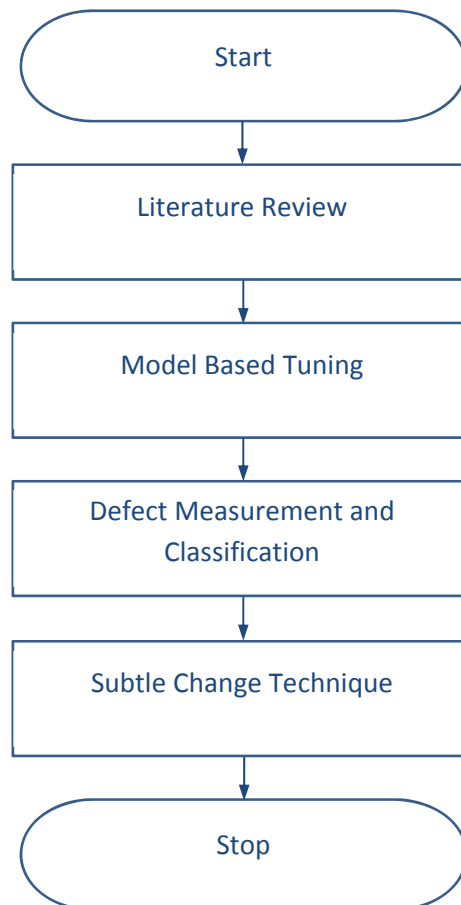 Start
Literature Review
Model Based Tuning
Defect Measurement and
Classification
Subtle Change Technique
Stop